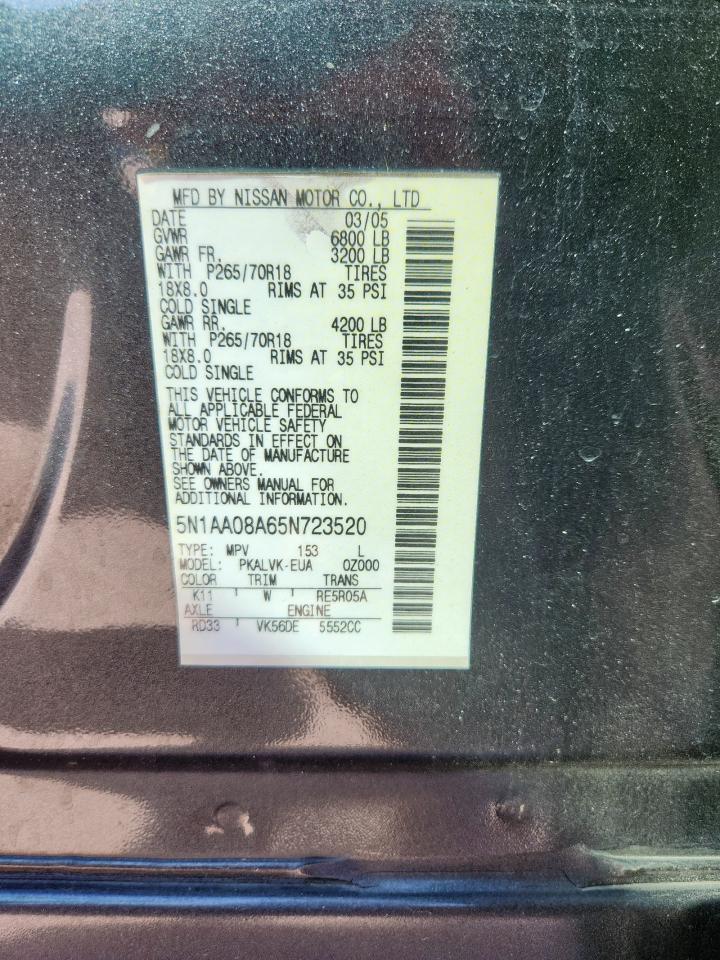 MFD BY NISSAN MOTOR CO., LTD
DATE 03/05
GVWR 6800 LB
GAWR FR. 3200 LB
WITH P265/70R18 TIRES
18X8.0 RIMS AT 35 PSI
COLD SINGLE
GAWR RR. 4200 LB
WITH P265/70R18 TIRES
18X8.0 RIMS AT 35 PSI
COLD SINGLE
THIS VEHICLE CONFORMS TO
ALL APPLICABLE FEDERAL
MOTOR VEHICLE SAFETY
STANDARDS IN EFFECT ON
THE DATE OF MANUFACTURE
SHOWN ABOVE.
SEE OWNERS MANUAL FOR
ADDITIONAL INFORMATION.
5N1AA08A65N723520
TYPE: MPV 153 L
MODEL: PKALVK-EUA 0Z000
COLOR TRIM TRANS
K11 W RE5R05A
AXLE ENGINE
RD33 VK56DE 5552CC